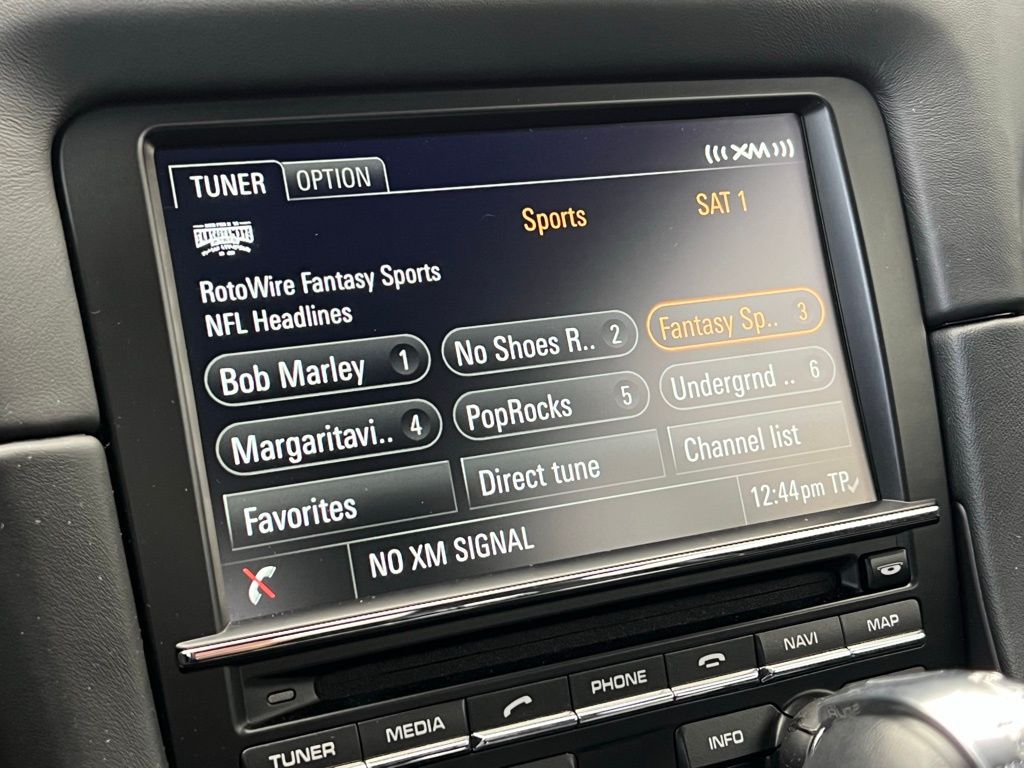 TUNER OPTION
((( XM )))
Sports SAT 1
RotoWire Fantasy Sports
NFL Headlines
Bob Marley 1 No Shoes R.. 2 Fantasy Sp.. 3
Margaritavi.. 4 PopRocks 5 Undergrnd .. 6
Favorites Direct tune Channel list
NO XM SIGNAL 12:44pm TP
TUNER MEDIA PHONE NAVI MAP
INFO